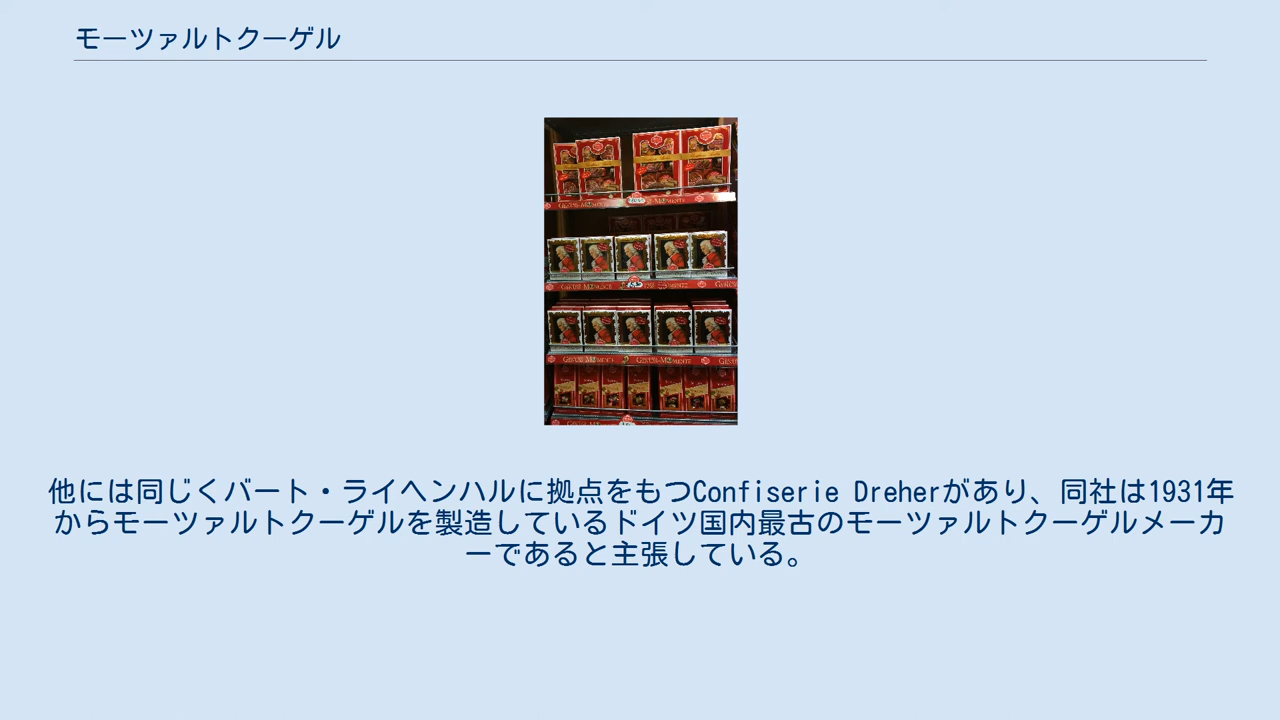 モーツァルトクーゲル
他には同じくバート・ライヘンハルに拠点をもつConfiserie Dreherがあり、同社は1931年
からモーツァルトクーゲルを製造しているドイツ国内最古のモーツァルトクーゲルメーカ
ーであると主張している。